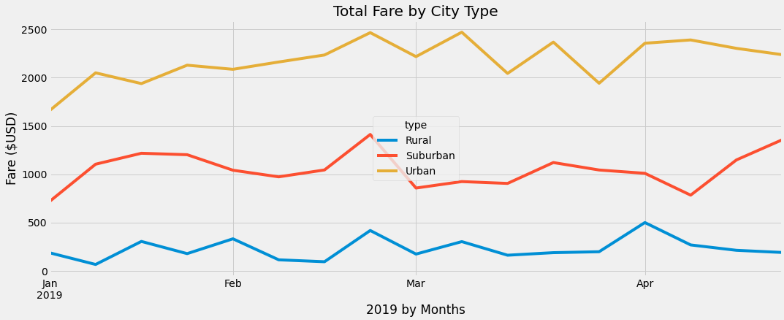 Total Fare by City Type
Fare ($USD)
2500
2000
1500
1000
500
0
type
Rural
Suburban
Urban
Jan
2019
Feb
Mar
Apr
2019 by Months